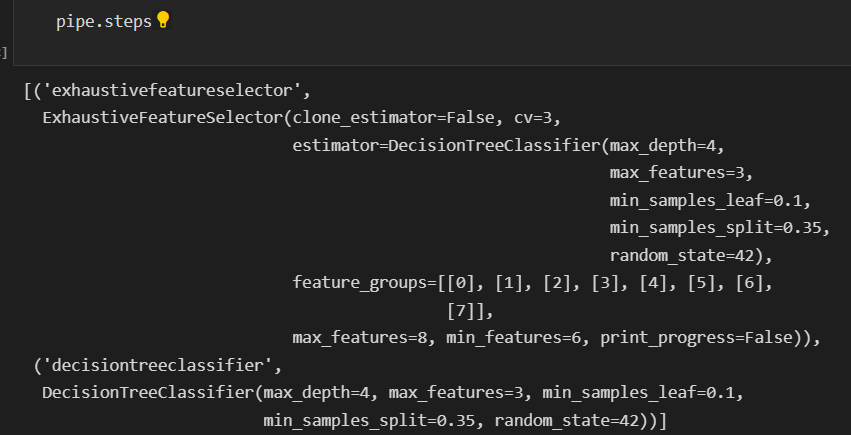 pipe.steps
]
[('exhaustivefeatureselector',
ExhaustiveFeatureSelector(clone_estimator=False, cv=3,
estimator=DecisionTreeClassifier(max_depth=4,
max_features=3,
min_samples_leaf=0.1,
min_samples_split=0.35,
random_state=42),
feature_groups=[[0], [1], [2], [3], [4], [5], [6],
[7]],
max_features=8, min_features=6, print_progress=False)),
('decisiontreeclassifier',
DecisionTreeClassifier(max_depth=4, max_features=3, min_samples_leaf=0.1,
min_samples_split=0.35, random_state=42))]